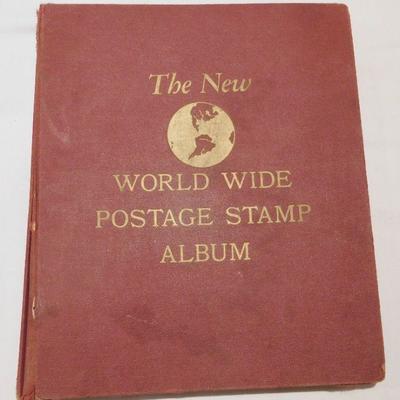 The New
WORLD WIDE
POSTAGE STAMP
ALBUM